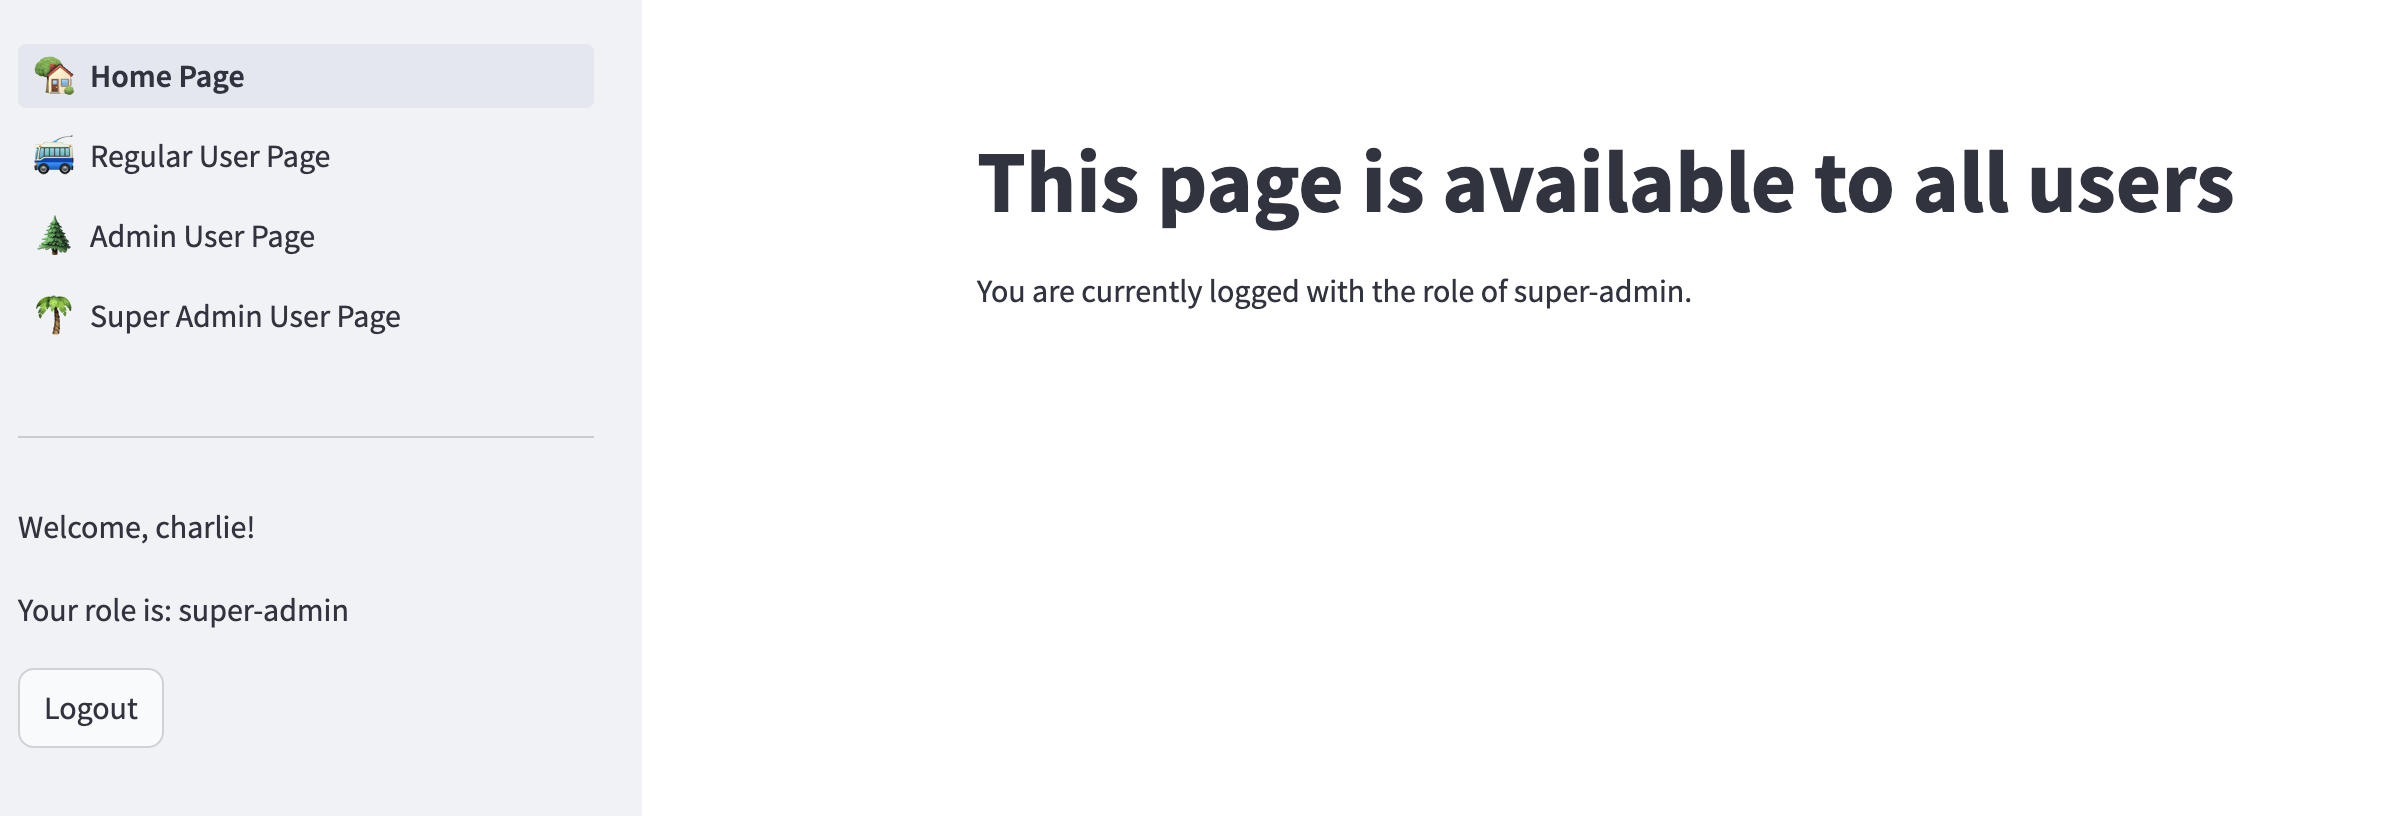 Home Page
Regular User Page
Admin User Page
Super Admin User Page
Welcome, charlie!
Your role is: super-admin
Logout
This page is available to all users
You are currently logged with the role of super-admin.